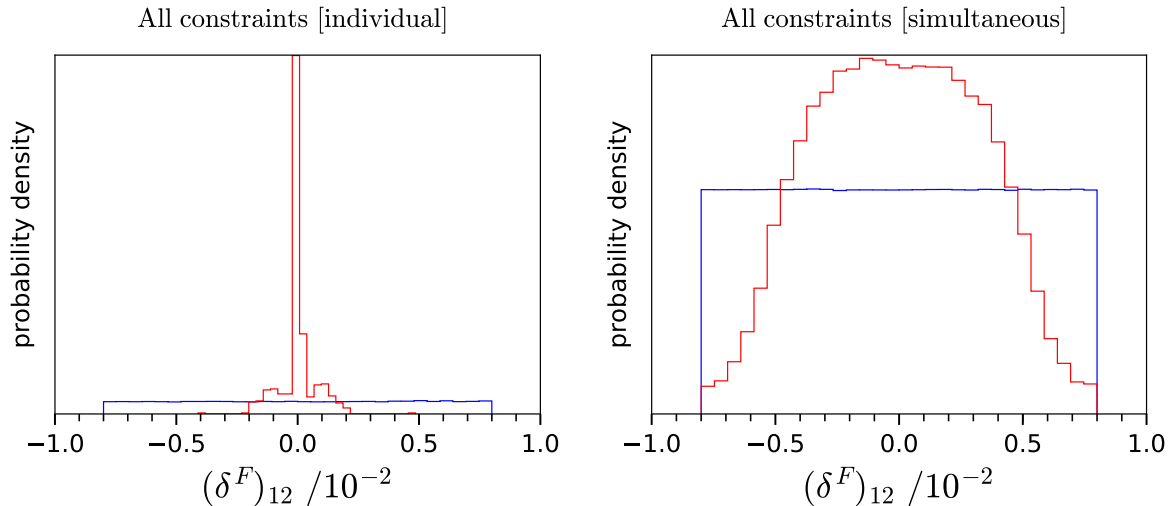 All constraints [individual]
probability density
−1.0 −0.5 0.0 0.5 1.0
(δ^F)_12 /10^−2
All constraints [simultaneous]
probability density
−1.0 −0.5 0.0 0.5 1.0
(δ^F)_12 /10^−2